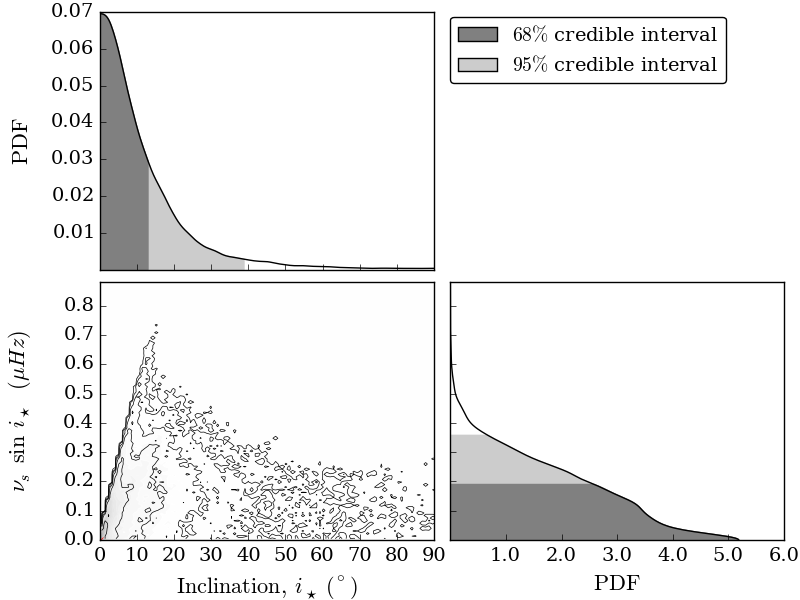 0.07
0.06
0.05
0.04
0.03
0.02
0.01
PDF
68% credible interval
95% credible interval
0.8
0.7
0.6
0.5
0.4
0.3
0.2
0.1
0.0
ν_s sin i_⋆ (μHz)
0 10 20 30 40 50 60 70 80 90
Inclination, i_⋆ (°)
1.0 2.0 3.0 4.0 5.0 6.0
PDF